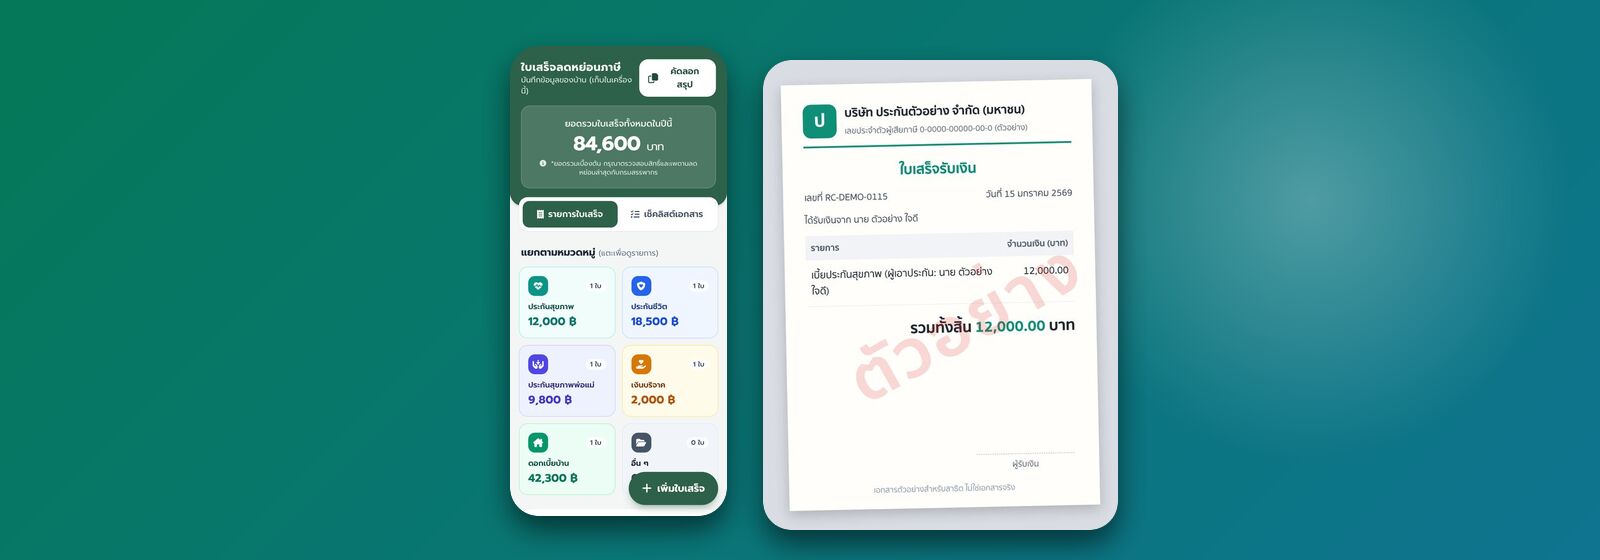 ใบเสร็จลดหย่อนภาษี
บันทึกข้อมูลของบ้าน (เก็บในเครื่อง
นี้)
คัดลอก
สรุป
ยอดรวมใบเสร็จทั้งหมดในปีนี้
84,600 บาท
*ยอดรวมเบื้องต้น กรุณาตรวจสอบสิทธิ์และเพดานลด
หย่อนล่าสุดกับกรมสรรพากร
รายการใบเสร็จ
เช็คลิสต์เอกสาร
แยกตามหมวดหมู่ (แตะเพื่อดูรายการ)
1 ใบ
ประกันสุขภาพ
12,000 ฿
1 ใบ
ประกันชีวิต
18,500 ฿
1 ใบ
ประกันสุขภาพพ่อแม่
9,800 ฿
1 ใบ
เงินบริจาค
2,000 ฿
1 ใบ
ดอกเบี้ยบ้าน
42,300 ฿
0 ใบ
อื่น ๆ
+ เพิ่มใบเสร็จ
ป
บริษัท ประกันตัวอย่าง จำกัด (มหาชน)
เลขประจำตัวผู้เสียภาษี 0-0000-00000-00-0 (ตัวอย่าง)
ใบเสร็จรับเงิน
เลขที่ RC-DEMO-0115
วันที่ 15 มกราคม 2569
ได้รับเงินจาก นาย ตัวอย่าง ใจดี
รายการ
จำนวนเงิน (บาท)
เบี้ยประกันสุขภาพ (ผู้เอาประกัน: นาย ตัวอย่าง
ใจดี)
12,000.00
รวมทั้งสิ้น 12,000.00 บาท
ตัวอย่าง
ผู้รับเงิน
เอกสารตัวอย่างสำหรับสาธิต ไม่ใช่เอกสารจริง